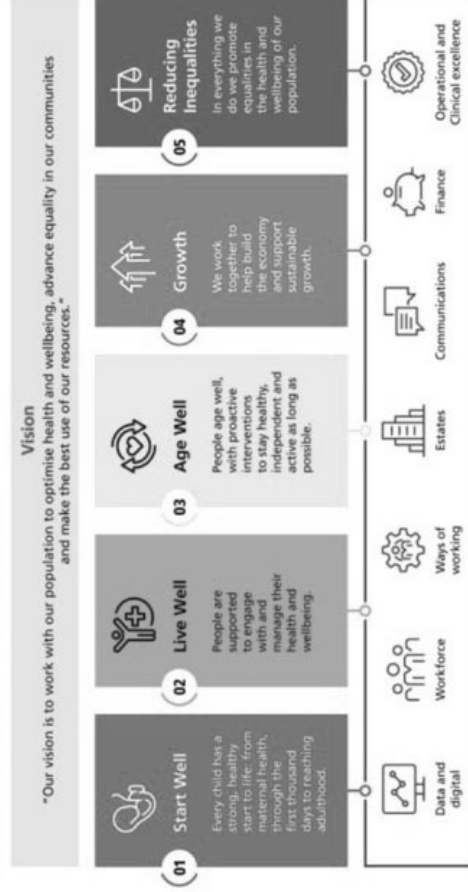 Vision
"Our vision is to work with our population to optimise health and wellbeing, advance equality in our communities
and make the best use of our resources."
01
Start Well
Every child has a
strong, healthy
start to life: from
maternal health,
through the
first thousand
days to reaching
adulthood.
02
Live Well
People are
supported
to engage
with and
manage their
health and
wellbeing.
03
Age Well
People age well,
with proactive
interventions
to stay healthy,
independent and
active as long as
possible.
04
Growth
We work
together to
help build
the economy
and support
sustainable
growth.
05
Reducing
Inequalities
In everything we
do we promote
equalities in
the health and
wellbeing of our
population.
Data and
digital
Workforce
Ways of
working
Estates
Communications
Finance
Operational and
Clinical excellence